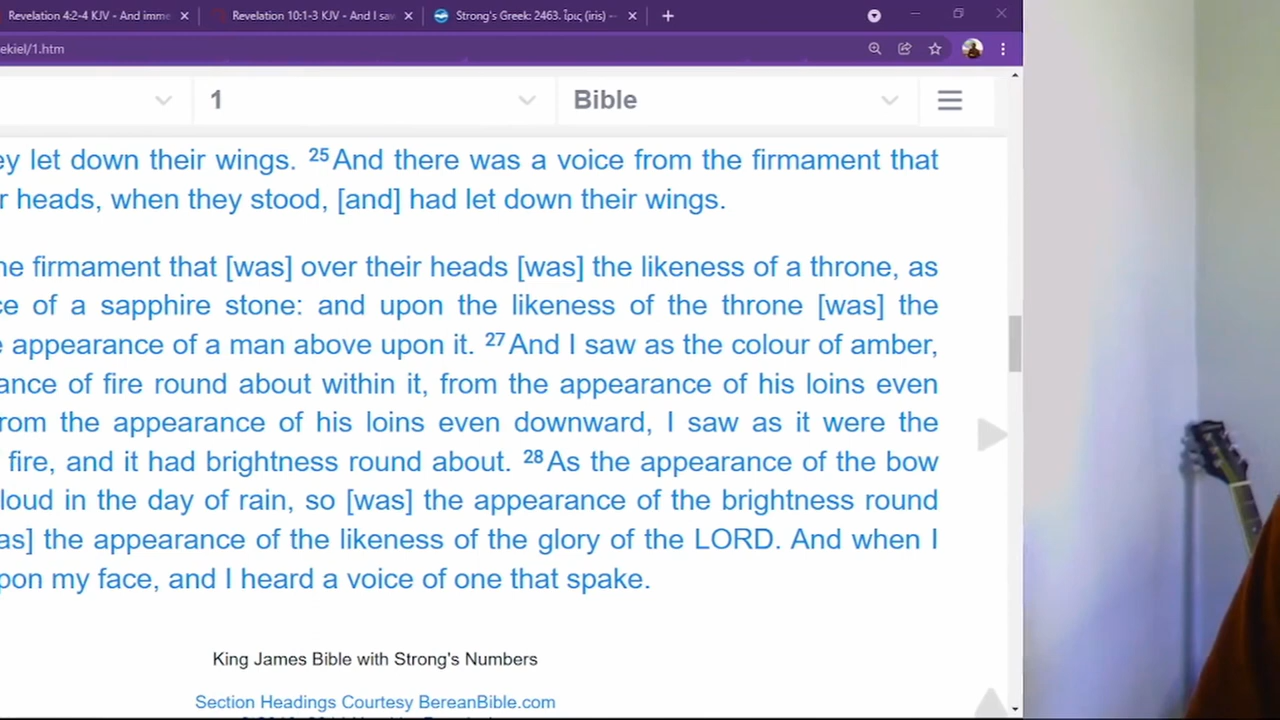 Revelation 4:2-4 KJV - And imme
Revelation 10:1-3 KJV - And I sa
Strong's Greek: 2463. ἶρις (iris) --
ekiel/1.htm
1
Bible
ey let down their wings. 25And there was a voice from the firmament that
r heads, when they stood, [and] had let down their wings.
he firmament that [was] over their heads [was] the likeness of a throne, as
ce of a sapphire stone: and upon the likeness of the throne [was] the
e appearance of a man above upon it. 27And I saw as the colour of amber,
ance of fire round about within it, from the appearance of his loins even
rom the appearance of his loins even downward, I saw as it were the
fire, and it had brightness round about. 28As the appearance of the bow
loud in the day of rain, so [was] the appearance of the brightness round
as] the appearance of the likeness of the glory of the LORD. And when I
pon my face, and I heard a voice of one that spake.
King James Bible with Strong's Numbers
Section Headings Courtesy BereanBible.com